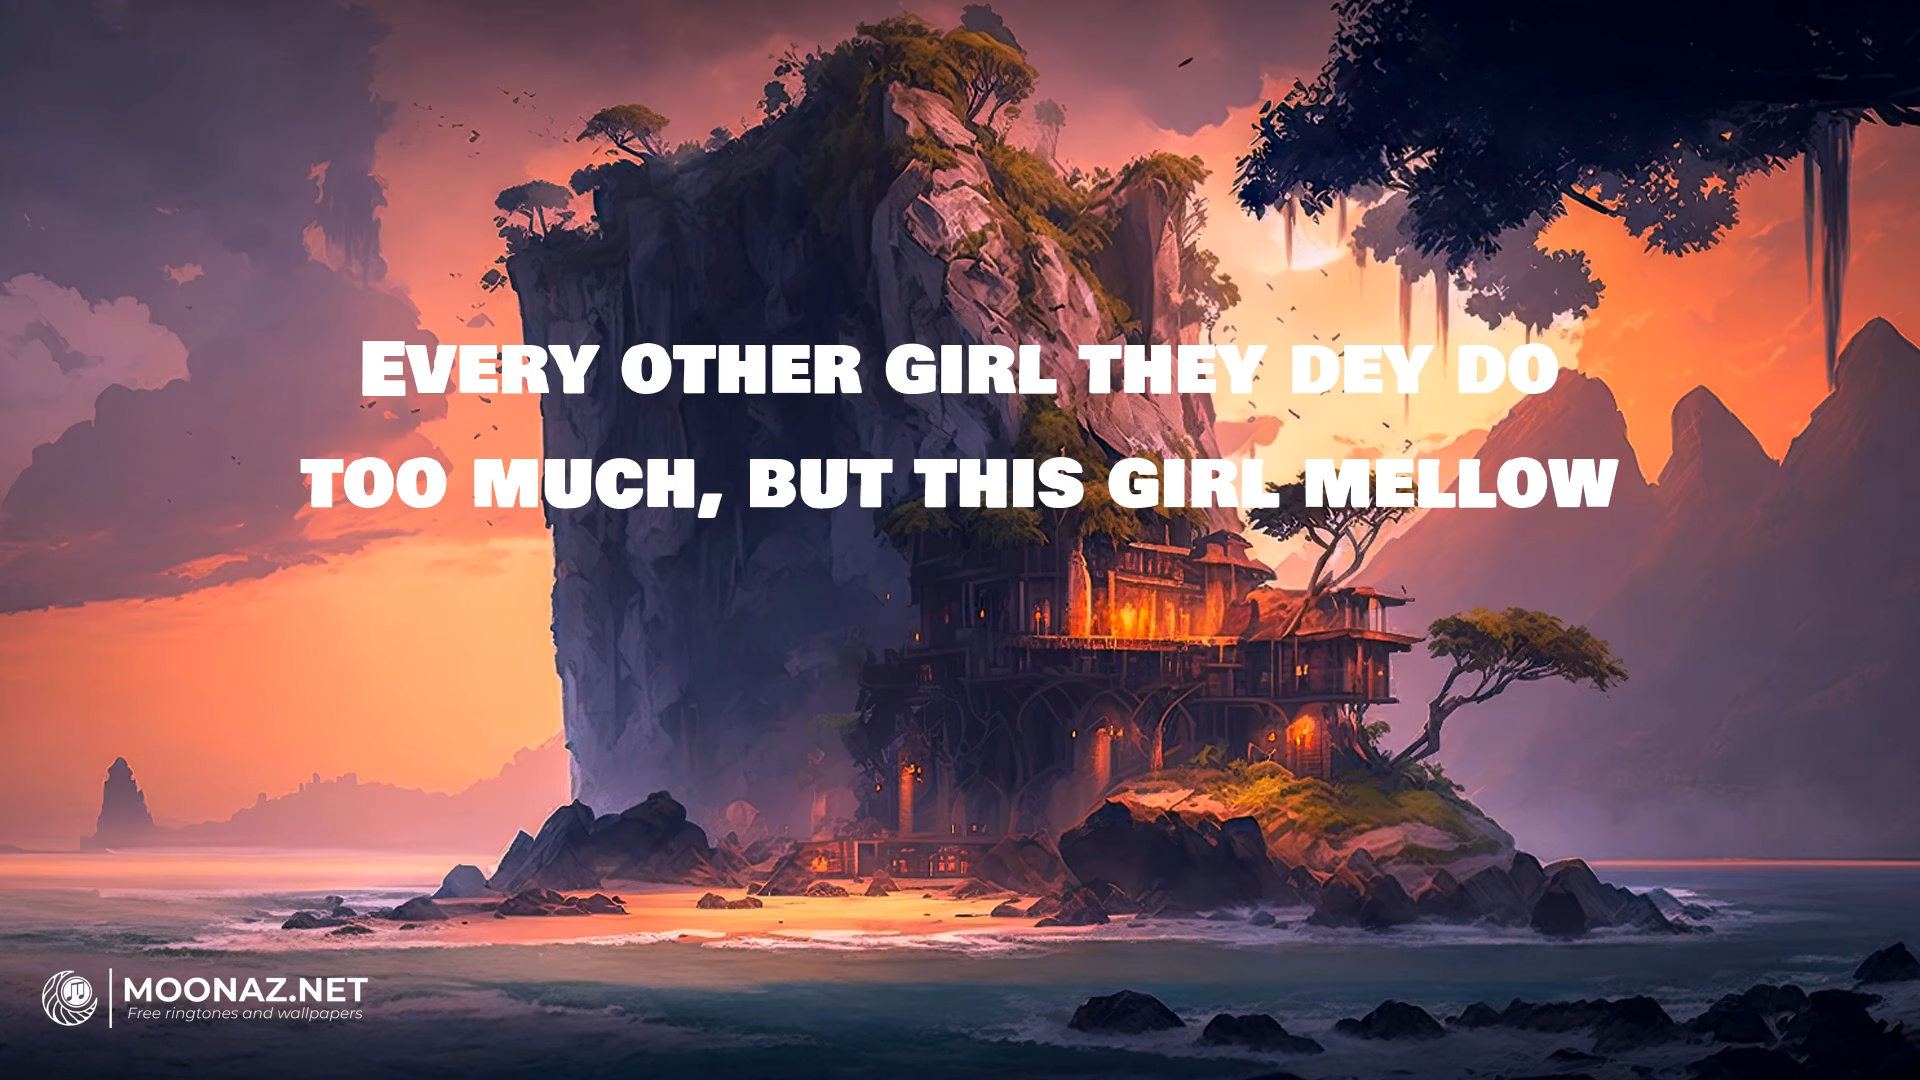 Every other girl they dey do
too much, but this girl mellow
MOONAZ.NET
Free ringtones and wallpapers